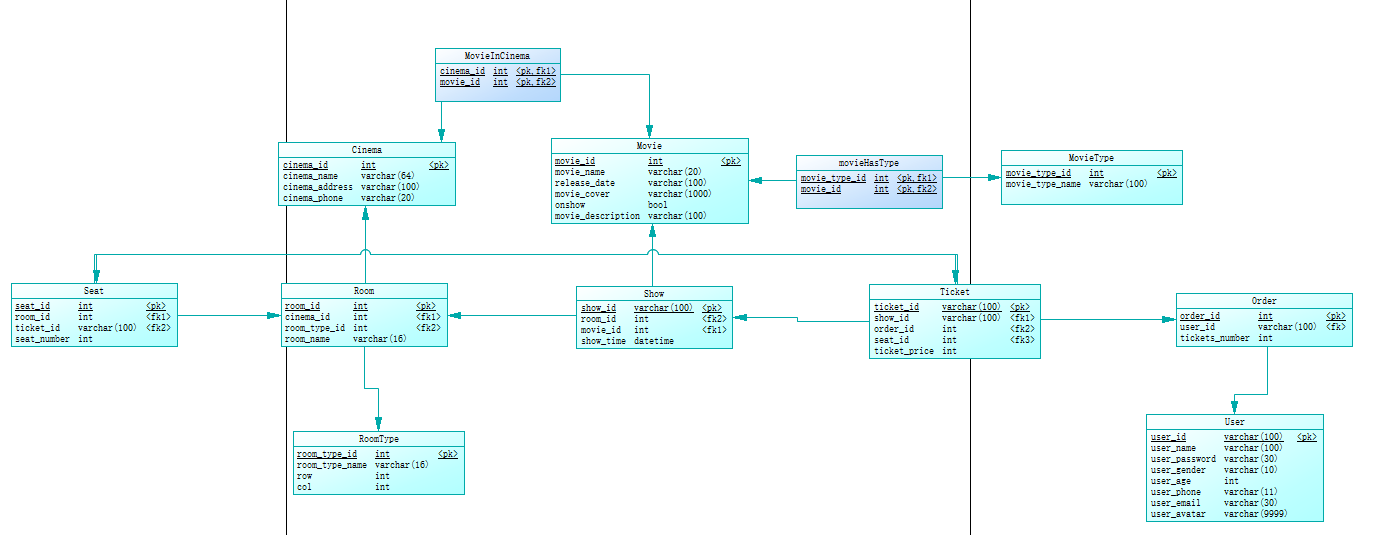 MovieInCinema
cinema_id int <pk,fk1>
movie_id int <pk,fk2>
Cinema
cinema_id int <pk>
cinema_name varchar(64)
cinema_address varchar(100)
cinema_phone varchar(20)
Movie
movie_id int <pk>
movie_name varchar(20)
release_date varchar(100)
movie_cover varchar(1000)
onshow bool
movie_description varchar(100)
movieHasType
movie_type_id int <pk,fk1>
movie_id int <pk,fk2>
MovieType
movie_type_id int <pk>
movie_type_name varchar(100)
Seat
seat_id int <pk>
room_id int <fk1>
ticket_id varchar(100) <fk2>
seat_number int
Room
room_id int <pk>
cinema_id int <fk1>
room_type_id int <fk2>
room_name varchar(16)
Show
show_id varchar(100) <pk>
room_id int <fk2>
movie_id int <fk1>
show_time datetime
Ticket
ticket_id varchar(100) <pk>
show_id varchar(100) <fk1>
order_id int <fk2>
seat_id int <fk3>
ticket_price int
Order
order_id int <pk>
user_id varchar(100) <fk>
tickets_number int
RoomType
room_type_id int <pk>
room_type_name varchar(16)
row int
col int
User
user_id varchar(100) <pk>
user_name varchar(100)
user_password varchar(30)
user_gender varchar(10)
user_age int
user_phone varchar(11)
user_email varchar(30)
user_avatar varchar(9999)